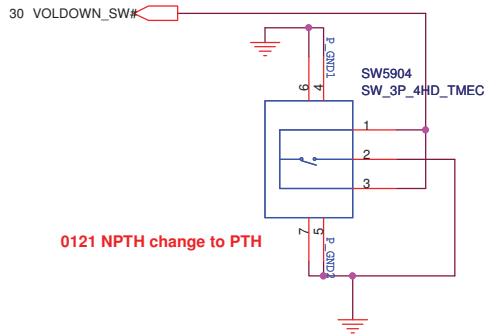 30 VOLDOWN_SW#
P_GND1
SW5904
SW_3P_4HD_TMEC
6
4
1
2
3
7
5
P_GND2
0121 NPTH change to PTH